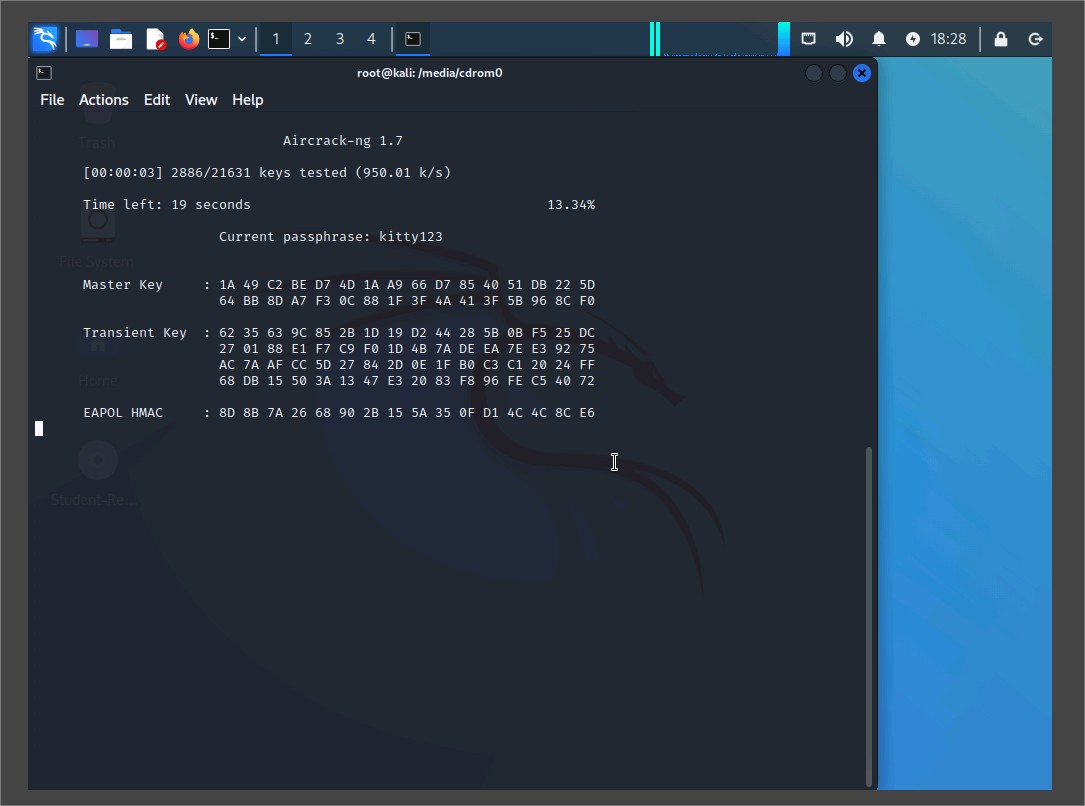 1 2 3 4 18:28
root@kali: /media/cdrom0
File Actions Edit View Help
Trash
Aircrack-ng 1.7
[00:00:03] 2886/21631 keys tested (950.01 k/s)
Time left: 19 seconds 13.34%
Current passphrase: kitty123
File System
Master Key : 1A 49 C2 BE D7 4D 1A A9 66 D7 85 40 51 DB 22 5D
64 BB 8D A7 F3 0C 88 1F 3F 4A 41 3F 5B 96 8C F0
Transient Key : 62 35 63 9C 85 2B 1D 19 D2 44 28 5B 0B F5 25 DC
27 01 88 E1 F7 C9 F0 1D 4B 7A DE EA 7E E3 92 75
AC 7A AF CC 5D 27 84 2D 0E 1F B0 C3 C1 20 24 FF
68 DB 15 50 3A 13 47 E3 20 83 F8 96 FE C5 40 72
Home
EAPOL HMAC : 8D 8B 7A 26 68 90 2B 15 5A 35 0F D1 4C 4C 8C E6
Student-Re...